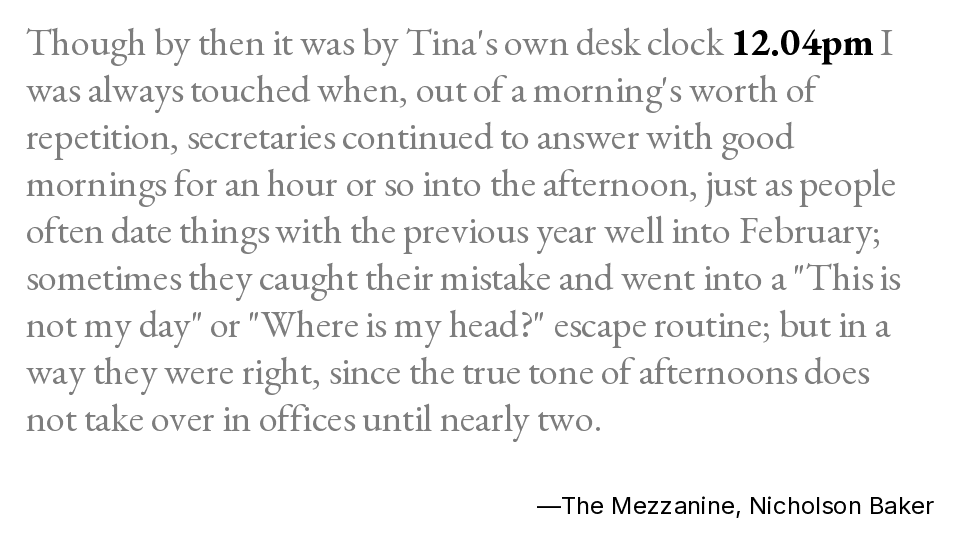 Though by then it was by Tina's own desk clock 12.04pm I
was always touched when, out of a morning's worth of
repetition, secretaries continued to answer with good
mornings for an hour or so into the afternoon, just as people
often date things with the previous year well into February;
sometimes they caught their mistake and went into a "This is
not my day" or "Where is my head?" escape routine; but in a
way they were right, since the true tone of afternoons does
not take over in offices until nearly two.
—The Mezzanine, Nicholson Baker